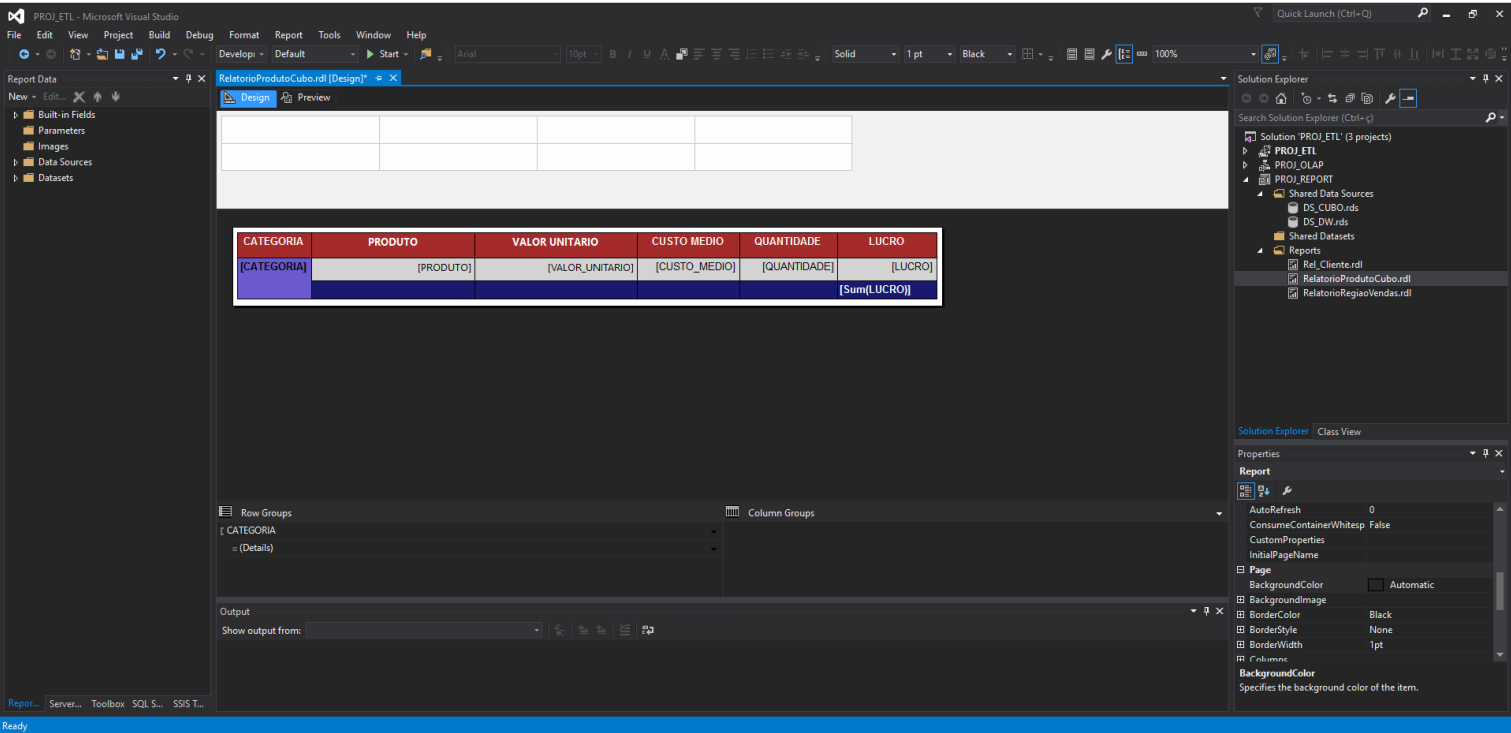 PROJ_ETL - Microsoft Visual Studio
Quick Launch (Ctrl+Q)
File Edit View Project Build Debug Format Report Tools Window Help
Developi Default Start Arial 10pt B I U A Solid 1 pt Black 100%
Report Data
New Edit...
Built-in Fields
Parameters
Images
Data Sources
Datasets
RelatorioProdutoCubo.rdl [Design]*
Design Preview
CATEGORIA PRODUTO VALOR UNITARIO CUSTO MEDIO QUANTIDADE LUCRO
[CATEGORIA] [PRODUTO] [VALOR_UNITARIO] [CUSTO_MEDIO] [QUANTIDADE] [LUCRO]
[Sum(LUCRO)]
Row Groups
Column Groups
[ CATEGORIA
= (Details)
Output
Show output from:
Solution Explorer
Search Solution Explorer (Ctrl+ç)
Solution 'PROJ_ETL' (3 projects)
PROJ_ETL
PROJ_OLAP
PROJ_REPORT
Shared Data Sources
DS_CUBO.rds
DS_DW.rds
Shared Datasets
Reports
Rel_Cliente.rdl
RelatorioProdutoCubo.rdl
RelatorioRegiaoVendas.rdl
Solution Explorer Class View
Properties
Report
AutoRefresh 0
ConsumeContainerWhitesp False
CustomProperties
InitialPageName
Page
BackgroundColor Automatic
BackgroundImage
BorderColor Black
BorderStyle None
BorderWidth 1pt
Columns
BackgroundColor
Specifies the background color of the item.
Repor... Server... Toolbox SQL S... SSIS T...
Ready